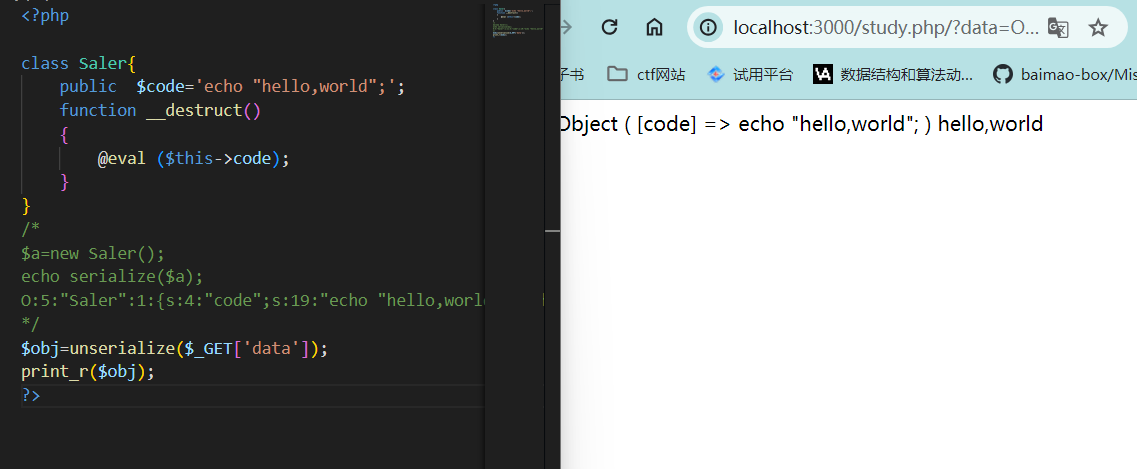 <?php
class Saler{
public $code='echo "hello,world";';
function __destruct()
{
@eval ($this->code);
}
}
/*
$a=new Saler();
echo serialize($a);
O:5:"Saler":1:{s:4:"code";s:19:"echo "hello,worl
*/
$obj=unserialize($_GET['data']);
print_r($obj);
?>
localhost:3000/study.php/?data=O...
子书 ctf网站 试用平台 数据结构和算法动... baimao-box/Mis
Object ( [code] => echo "hello,world"; ) hello,world